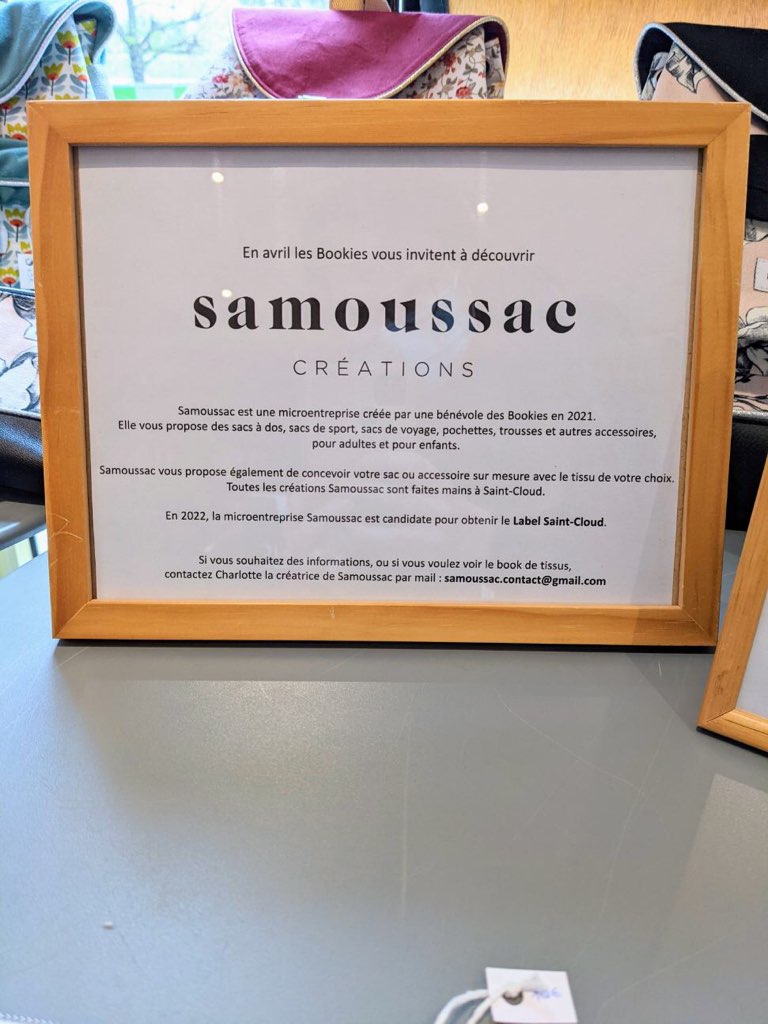 En avril les Bookies vous invitent à découvrir
samoussac
CRÉATIONS
Samoussac est une microentreprise créée par une bénévole des Bookies en 2021.
Elle vous propose des sacs à dos, sacs de sport, sacs de voyage, pochettes, trousses et autres accessoires,
pour adultes et pour enfants.
Samoussac vous propose également de concevoir votre sac ou accessoire sur mesure avec le tissu de votre choix.
Toutes les créations Samoussac sont faites mains à Saint-Cloud.
En 2022, la microentreprise Samoussac est candidate pour obtenir le Label Saint-Cloud.
Si vous souhaitez des informations, ou si vous voulez voir le book de tissus,
contactez Charlotte la créatrice de Samoussac par mail : samoussac.contact@gmail.com